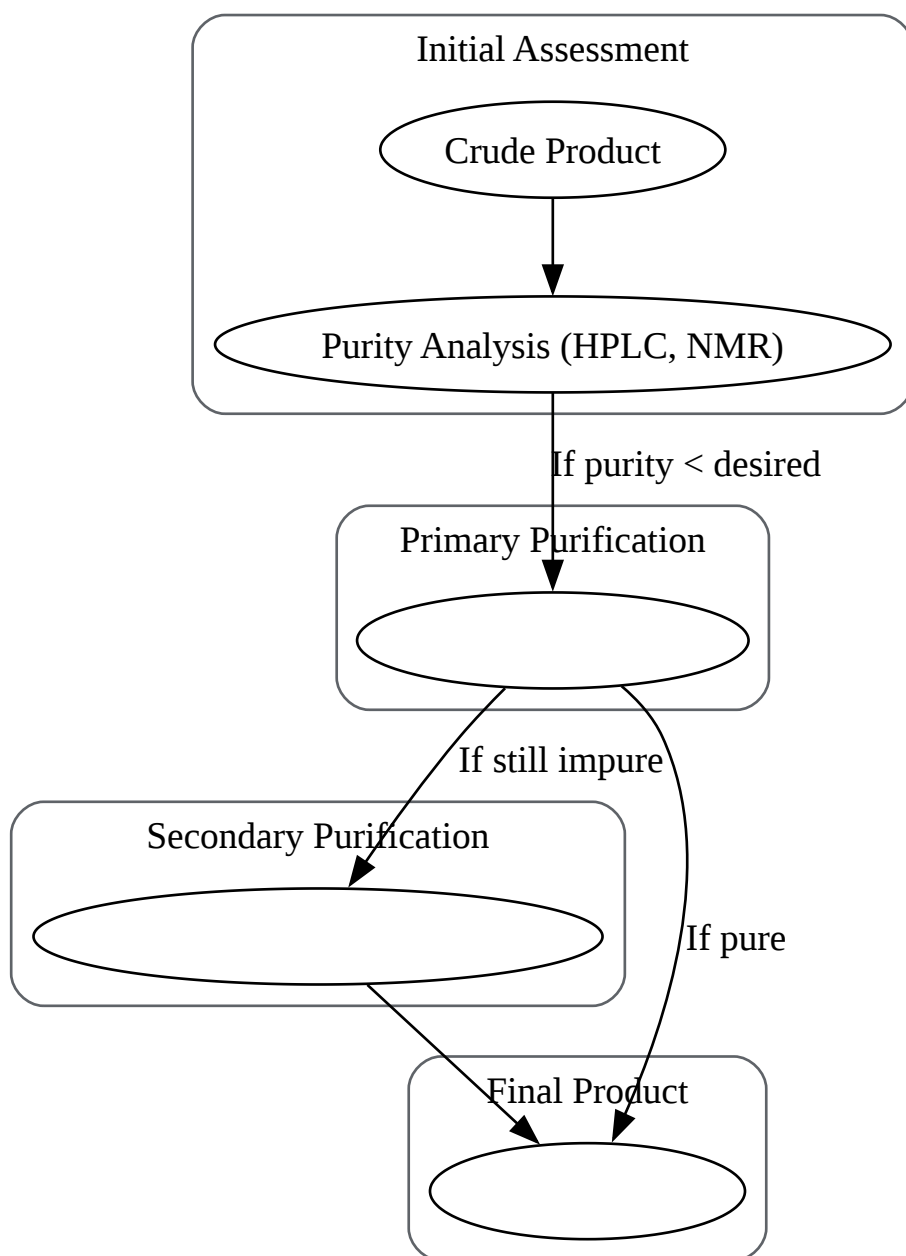 Initial Assessment
Crude Product
Purity Analysis (HPLC, NMR)
If purity < desired
Primary Purification
If still impure
Secondary Purification
If pure
Final Product